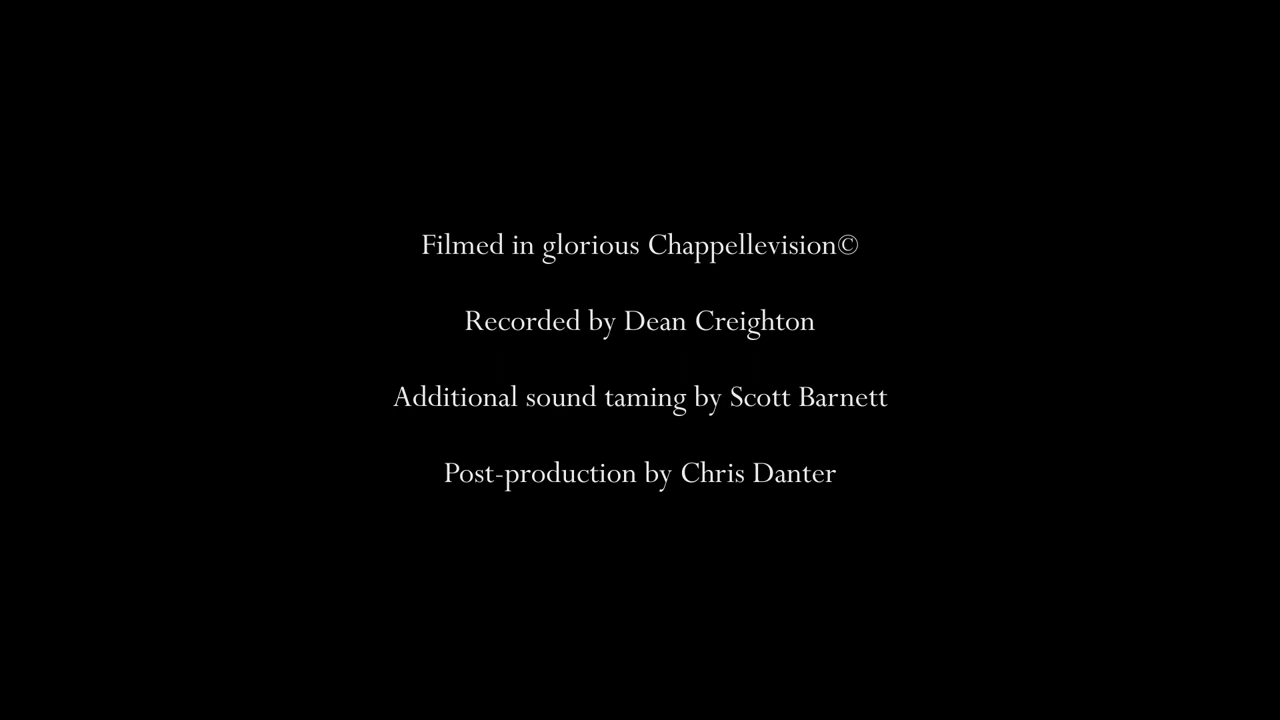 Filmed in glorious Chappellevision©
Recorded by Dean Creighton
Additional sound taming by Scott Barnett
Post-production by Chris Danter